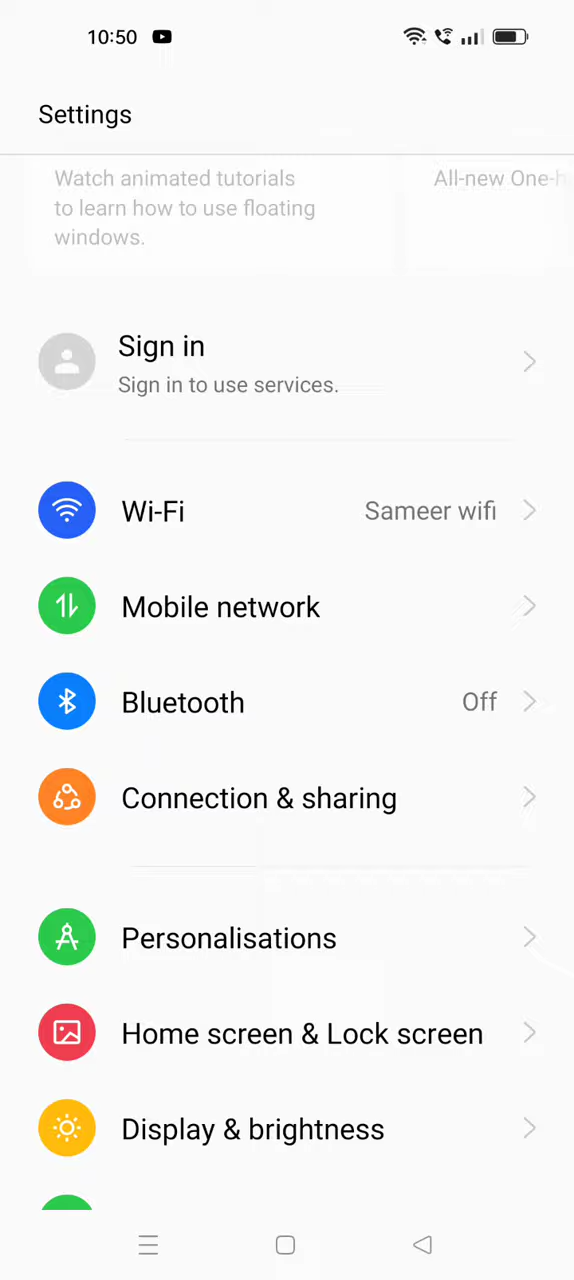 10:50
Settings
Watch animated tutorials
to learn how to use floating
windows.
All-new One-h
Sign in
Sign in to use services.
Wi-Fi
Sameer wifi
Mobile network
Bluetooth
Off
Connection & sharing
Personalisations
Home screen & Lock screen
Display & brightness